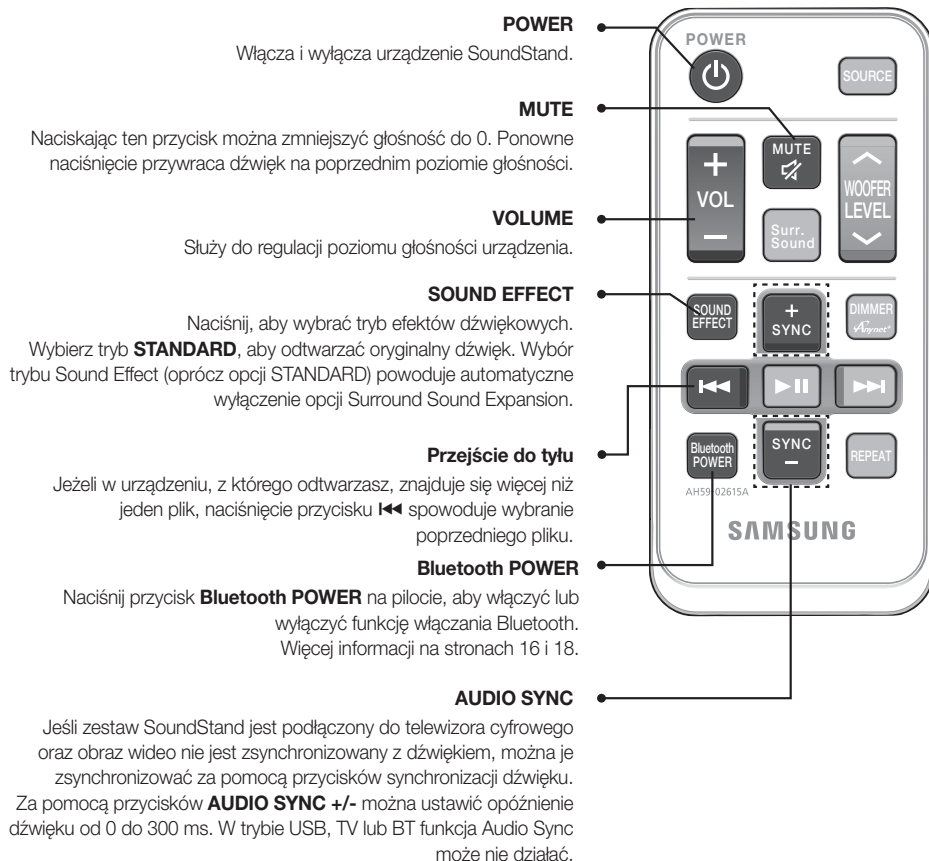 POWER
Włącza i wyłącza urządzenie SoundStand.
MUTE
Naciskając ten przycisk można zmniejszyć głośność do 0. Ponowne
naciśnięcie przywraca dźwięk na poprzednim poziomie głośności.
VOLUME
Służy do regulacji poziomu głośności urządzenia.
SOUND EFFECT
Naciśnij, aby wybrać tryb efektów dźwiękowych.
Wybierz tryb STANDARD, aby odtwarzać oryginalny dźwięk. Wybór
trybu Sound Effect (oprócz opcji STANDARD) powoduje automatyczne
wyłączenie opcji Surround Sound Expansion.
Przejście do tyłu
Jeżeli w urządzeniu, z którego odtwarzasz, znajduje się więcej niż
jeden plik, naciśnięcie przycisku ⏮ spowoduje wybranie
poprzedniego pliku.
Bluetooth POWER
Naciśnij przycisk Bluetooth POWER na pilocie, aby włączyć lub
wyłączyć funkcję włączania Bluetooth.
Więcej informacji na stronach 16 i 18.
AUDIO SYNC
Jeśli zestaw SoundStand jest podłączony do telewizora cyfrowego
oraz obraz wideo nie jest zsynchronizowany z dźwiękiem, można je
zsynchronizować za pomocą przycisków synchronizacji dźwięku.
Za pomocą przycisków AUDIO SYNC +/- można ustawić opóźnienie
dźwięku od 0 do 300 ms. W trybie USB, TV lub BT funkcja Audio Sync
może nie działać.
POWER
SOURCE
+
VOL
−
MUTE
Surr.
Sound
WOOFER
LEVEL
SOUND
EFFECT
+
SYNC
DIMMER
Anynet+
Bluetooth
POWER
SYNC
−
REPEAT
AH59-02615A
SAMSUNG